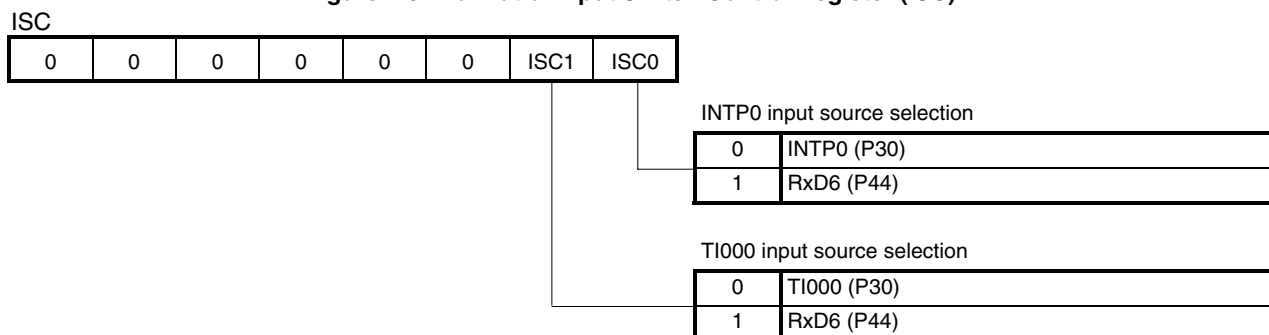 ISC
0 0 0 0 0 0 ISC1 ISC0
INTP0 input source selection
0 INTP0 (P30)
1 RxD6 (P44)
TI000 input source selection
0 TI000 (P30)
1 RxD6 (P44)